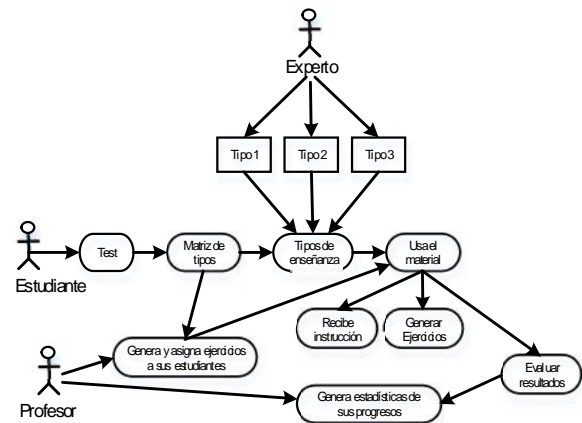 Experto
Tipo1
Tipo2
Tipo3
Test
Matriz de
tipos
Tipos de
enseñanza
Usa el
material
Estudiante
Recibe
instrucción
Generar
Ejercicios
Genera y asigna ejercicios
a sus estudiantes
Evaluar
resultados
Profesor
Genera estadísticas de
sus progresos